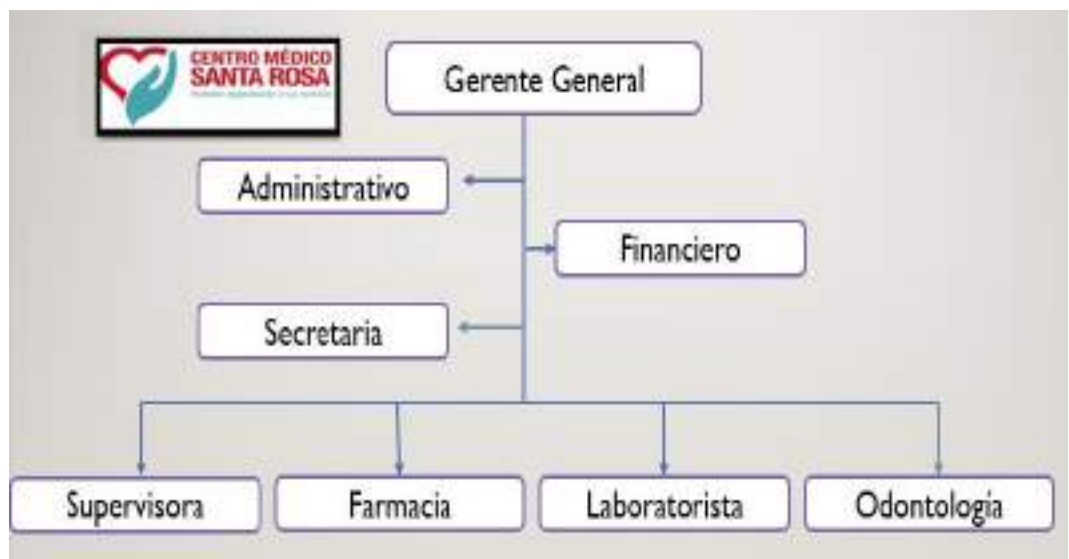 CENTRO MÉDICO
SANTA ROSA
Gerente General
Administrativo
Financiero
Secretaria
Supervisora
Farmacia
Laboratorista
Odontología